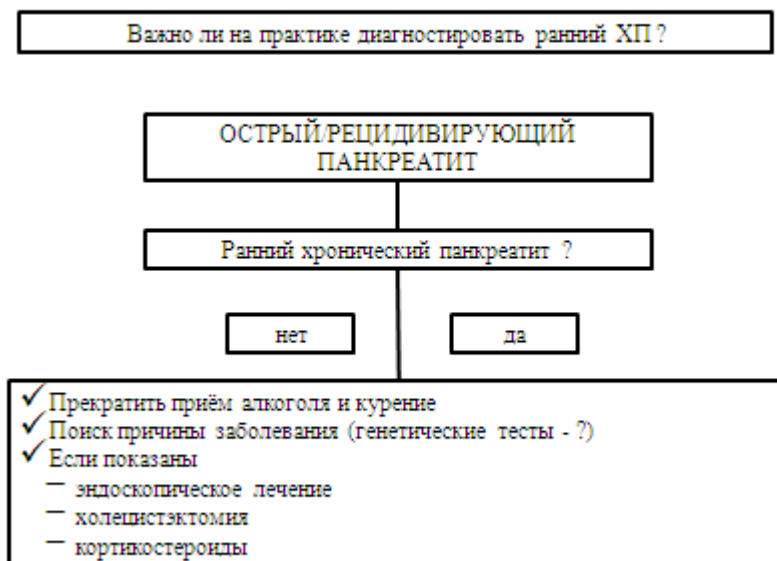 Важно ли на практике диагностировать ранний ХП ?
ОСТРЫЙ/РЕЦИДИВИРУЮЩИЙ
ПАНКРЕАТИТ
Ранний хронический панкреатит ?
нет
да
✓ Прекратить приём алкоголя и курение
✓ Поиск причины заболевания (генетические тесты - ?)
✓ Если показаны
— эндоскопическое лечение
— холецистэктомия
— кортикостероиды